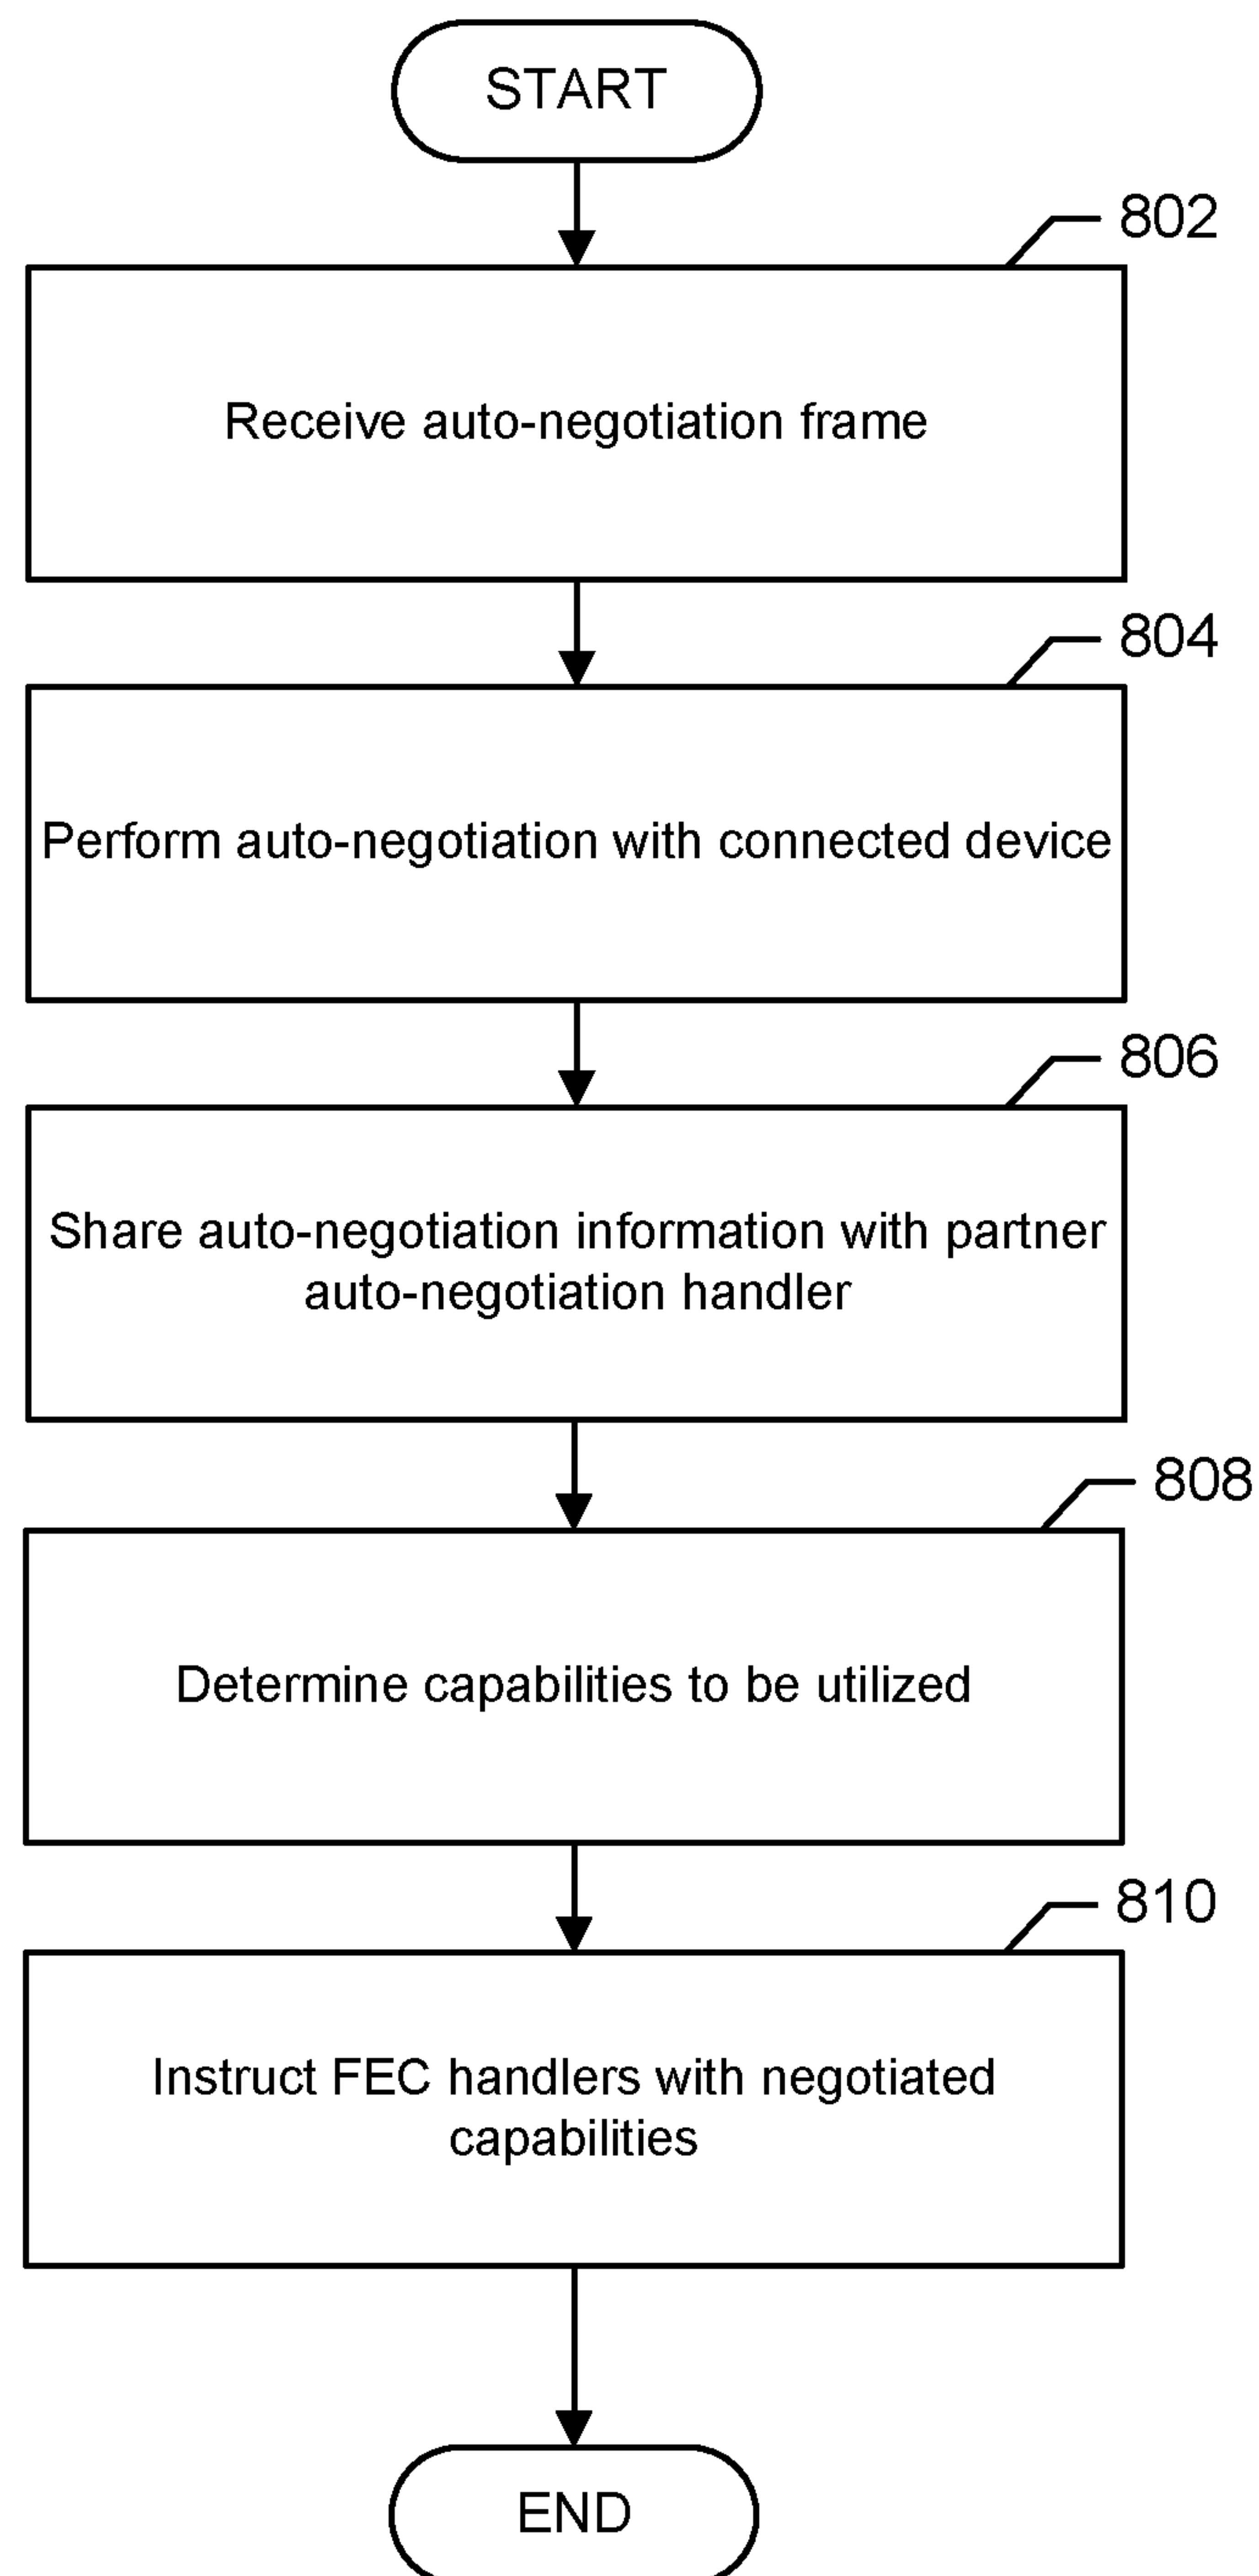 START
802
Receive auto-negotiation frame
804
Perform auto-negotiation with connected device
806
Share auto-negotiation information with partner
auto-negotiation handler
808
Determine capabilities to be utilized
810
Instruct FEC handlers with negotiated
capabilities
END